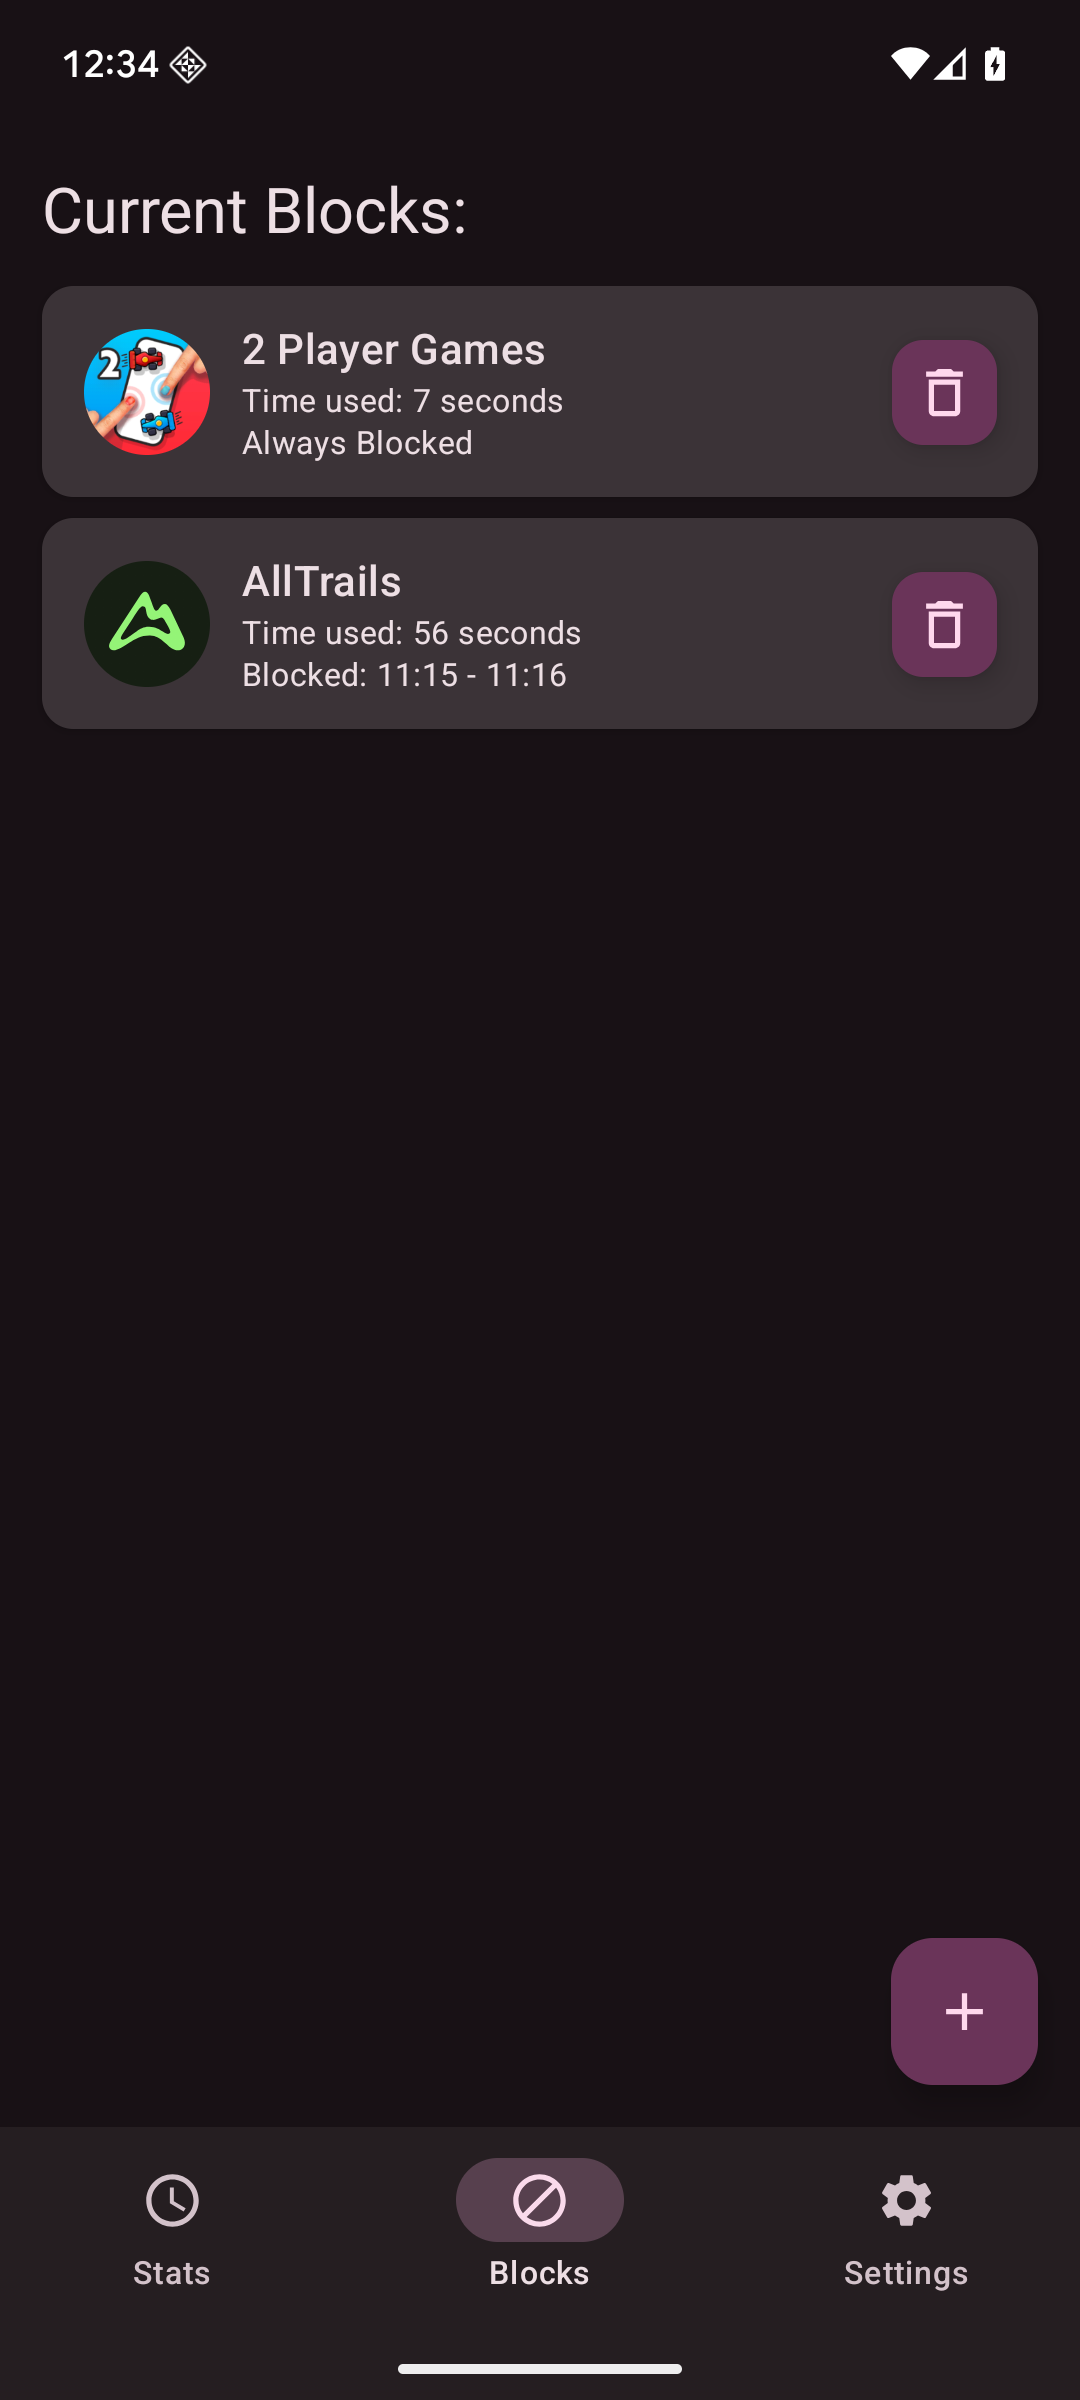 12:34
Current Blocks:
2 Player Games
Time used: 7 seconds
Always Blocked
AllTrails
Time used: 56 seconds
Blocked: 11:15 - 11:16
Stats
Blocks
Settings